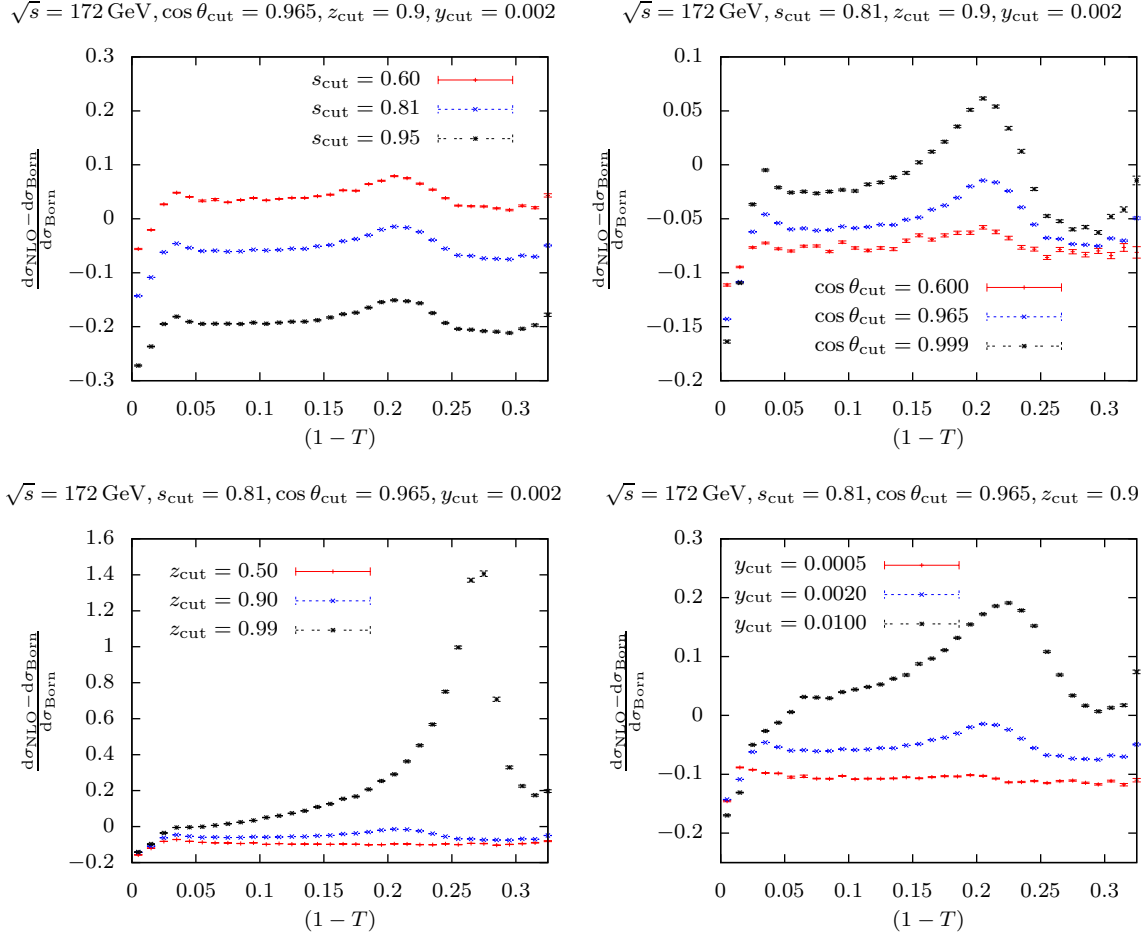 √s = 172 GeV, cos θcut = 0.965, zcut = 0.9, ycut = 0.002
0.3
0.2
0.1
0
−0.1
−0.2
−0.3
dσNLO−dσBorn
dσBorn
scut = 0.60
scut = 0.81
scut = 0.95
0 0.05 0.1 0.15 0.2 0.25 0.3
(1 − T)
√s = 172 GeV, scut = 0.81, zcut = 0.9, ycut = 0.002
0.1
0.05
0
−0.05
−0.1
−0.15
−0.2
dσNLO−dσBorn
dσBorn
cos θcut = 0.600
cos θcut = 0.965
cos θcut = 0.999
0 0.05 0.1 0.15 0.2 0.25 0.3
(1 − T)
√s = 172 GeV, scut = 0.81, cos θcut = 0.965, ycut = 0.002
1.6
1.4
1.2
1
0.8
0.6
0.4
0.2
0
−0.2
dσNLO−dσBorn
dσBorn
zcut = 0.50
zcut = 0.90
zcut = 0.99
0 0.05 0.1 0.15 0.2 0.25 0.3
(1 − T)
√s = 172 GeV, scut = 0.81, cos θcut = 0.965, zcut = 0.9
0.3
0.2
0.1
0
−0.1
−0.2
dσNLO−dσBorn
dσBorn
ycut = 0.0005
ycut = 0.0020
ycut = 0.0100
0 0.05 0.1 0.15 0.2 0.25 0.3
(1 − T)